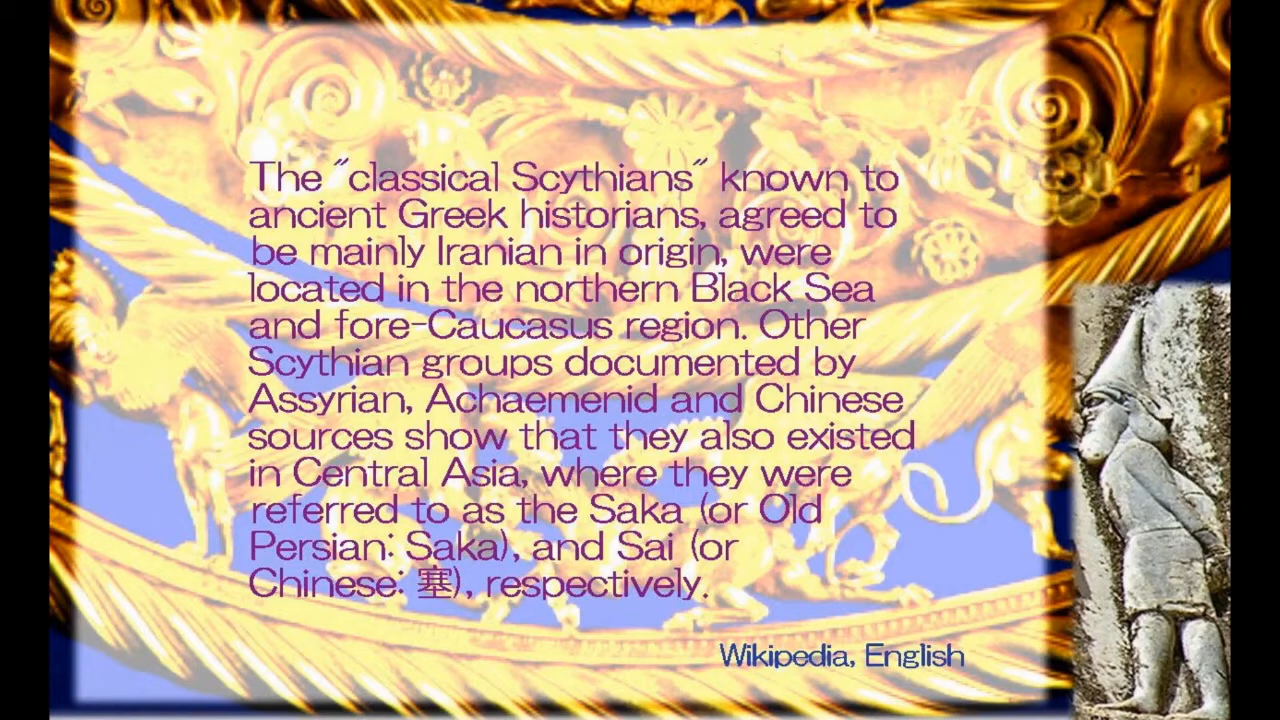 The "classical Scythians" known to
ancient Greek historians, agreed to
be mainly Iranian in origin, were
located in the northern Black Sea
and fore-Caucasus region. Other
Scythian groups documented by
Assyrian, Achaemenid and Chinese
sources show that they also existed
in Central Asia, where they were
referred to as the Saka (or Old
Persian: Saka), and Sai (or
Chinese: 塞), respectively.
Wikipedia, English